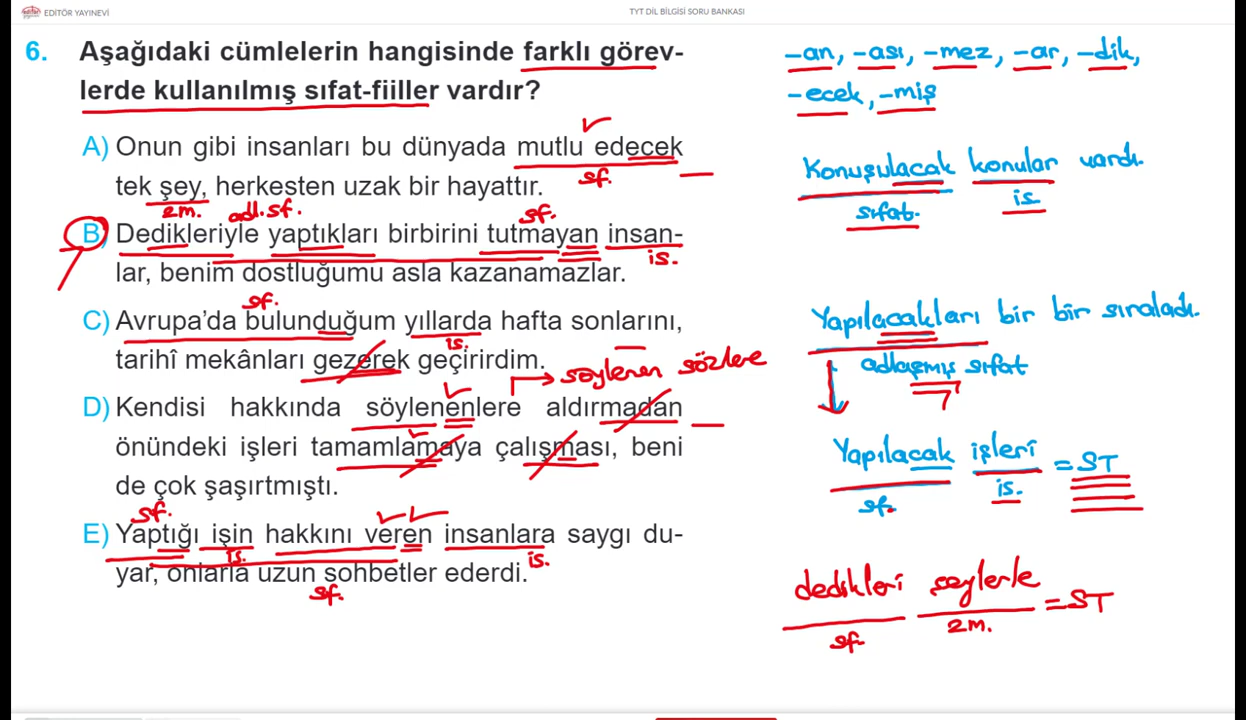 EDİTÖR YAYINEVİ
TYT DİL BİLGİSİ SORU BANKASI
6. Aşağıdaki cümlelerin hangisinde farklı görev-
lerde kullanılmış sıfat-fiiller vardır?
A) Onun gibi insanları bu dünyada mutlu edecek
sf.
tek şey, herkesten uzak bir hayattır.
zm. adl.sf. sf.
B) Dedikleriyle yaptıkları birbirini tutmayan insan-
is.
lar, benim dostluğumu asla kazanamazlar.
sf.
C) Avrupa'da bulunduğum yıllarda hafta sonlarını,
is.
tarihî mekânları gezerek geçirirdim.
söylenen sözlere
D) Kendisi hakkında söylenenlere aldırmadan
önündeki işleri tamamlamaya çalışması, beni
de çok şaşırtmıştı.
sf.
E) Yaptığı işin hakkını veren insanlara saygı du-
is. is.
yar, onlarla uzun sohbetler ederdi.
sf.
-an, -ası, -mez, -ar, -dik,
-ecek, -miş
Konuşulacak konular vardı.
sıfat. is.
Yapılacakları bir bir sıraladı.
adlaşmış sıfat
Yapılacak işleri = ST
sf. is.
dedikleri şeylerle = ST
sf. zm.